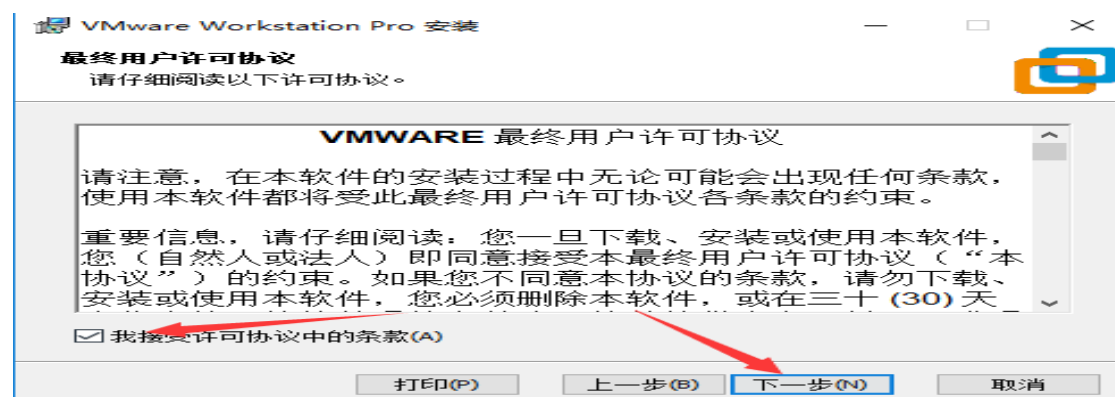 VMware Workstation Pro 安装
最终用户许可协议
请仔细阅读以下许可协议。
VMWARE 最终用户许可协议
请注意，在本软件的安装过程中无论可能会出现任何条款，
使用本软件都将受此最终用户许可协议各条款的约束。
重要信息，请仔细阅读：您一旦下载、安装或使用本软件，
您（自然人或法人）即同意接受本最终用户许可协议（“本
协议”）的约束。如果您不同意本协议的条款，请勿下载、
安装或使用本软件，您必须删除本软件，或在三十 (30) 天
我接受许可协议中的条款(A)
打印(P) 上一步(B) 下一步(N) 取消